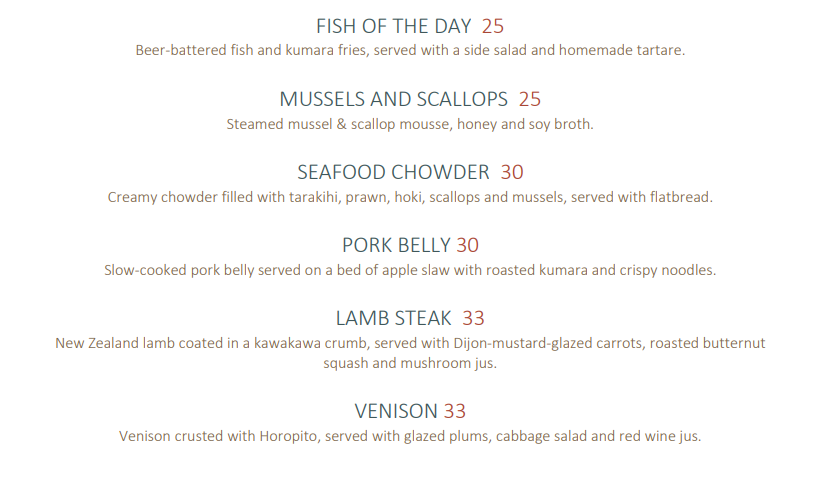 FISH OF THE DAY 25
Beer-battered fish and kumara fries, served with a side salad and homemade tartare.
MUSSELS AND SCALLOPS 25
Steamed mussel & scallop mousse, honey and soy broth.
SEAFOOD CHOWDER 30
Creamy chowder filled with tarakihi, prawn, hoki, scallops and mussels, served with flatbread.
PORK BELLY 30
Slow-cooked pork belly served on a bed of apple slaw with roasted kumara and crispy noodles.
LAMB STEAK 33
New Zealand lamb coated in a kawakawa crumb, served with Dijon-mustard-glazed carrots, roasted butternut
squash and mushroom jus.
VENISON 33
Venison crusted with Horopito, served with glazed plums, cabbage salad and red wine jus.